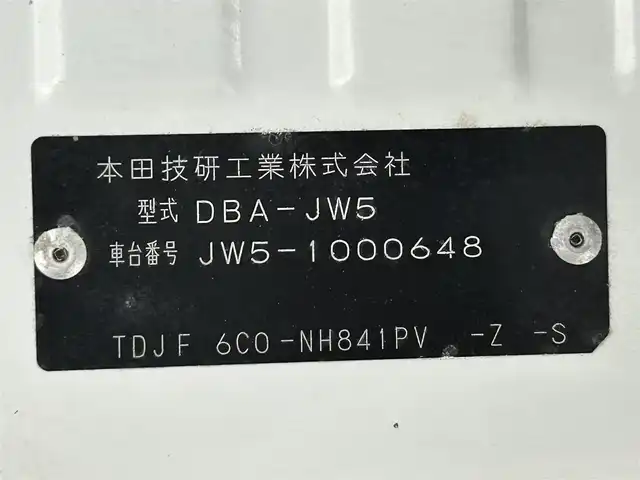 本田技研工業株式会社
型式 DBA-JW5
車台番号 JW5-1000648
TDJF 6CO-NH841PV -Z -S